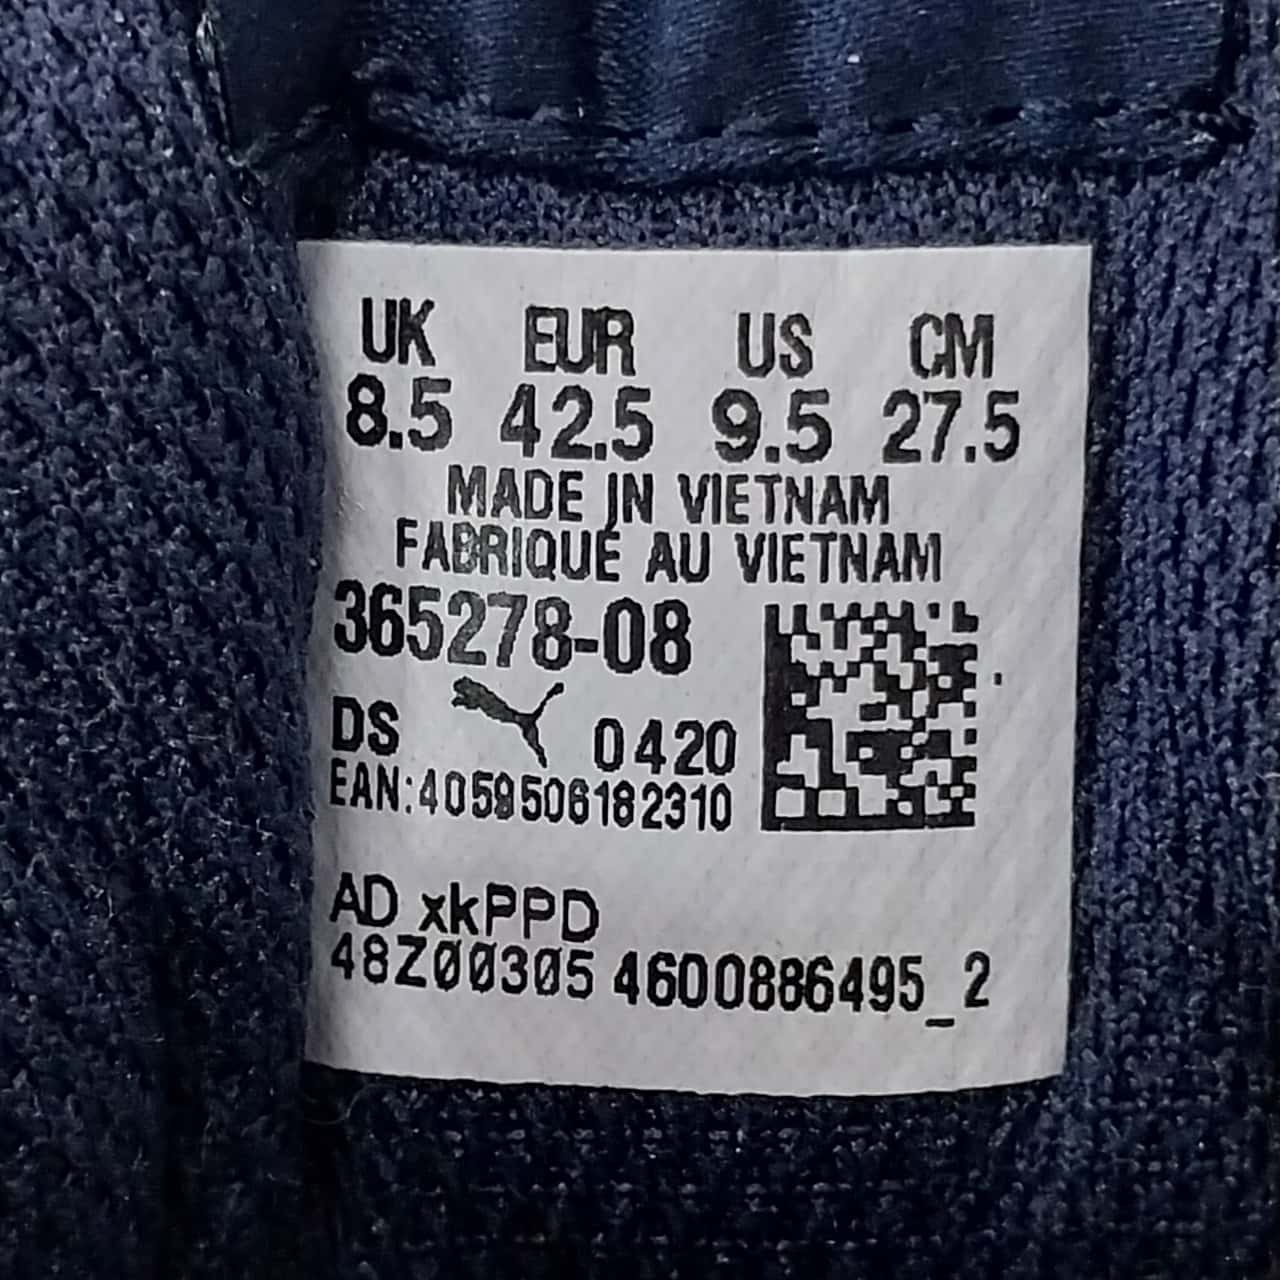 UK EUR US CM
8.5 42.5 9.5 27.5
MADE IN VIETNAM
FABRIQUE AU VIETNAM
365278-08
DS 0420
EAN:4059506182310
AD xkPPD
48Z00305 4600886495_2